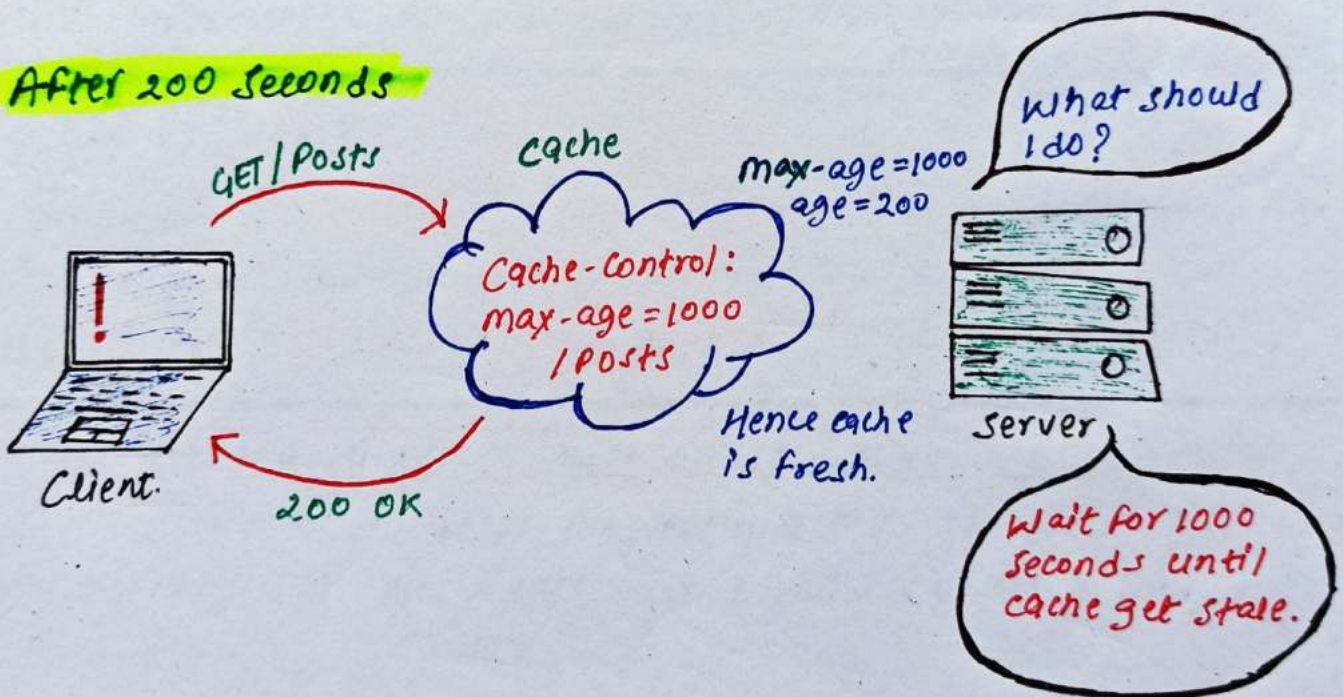 After 200 Seconds
GET/Posts
Cache
Cache-Control:
max-age=1000
/Posts
max-age=1000
age=200
Hence cache
is fresh.
200 OK
Client.
What should
I do?
Server
Wait for 1000
seconds until
cache get stale.